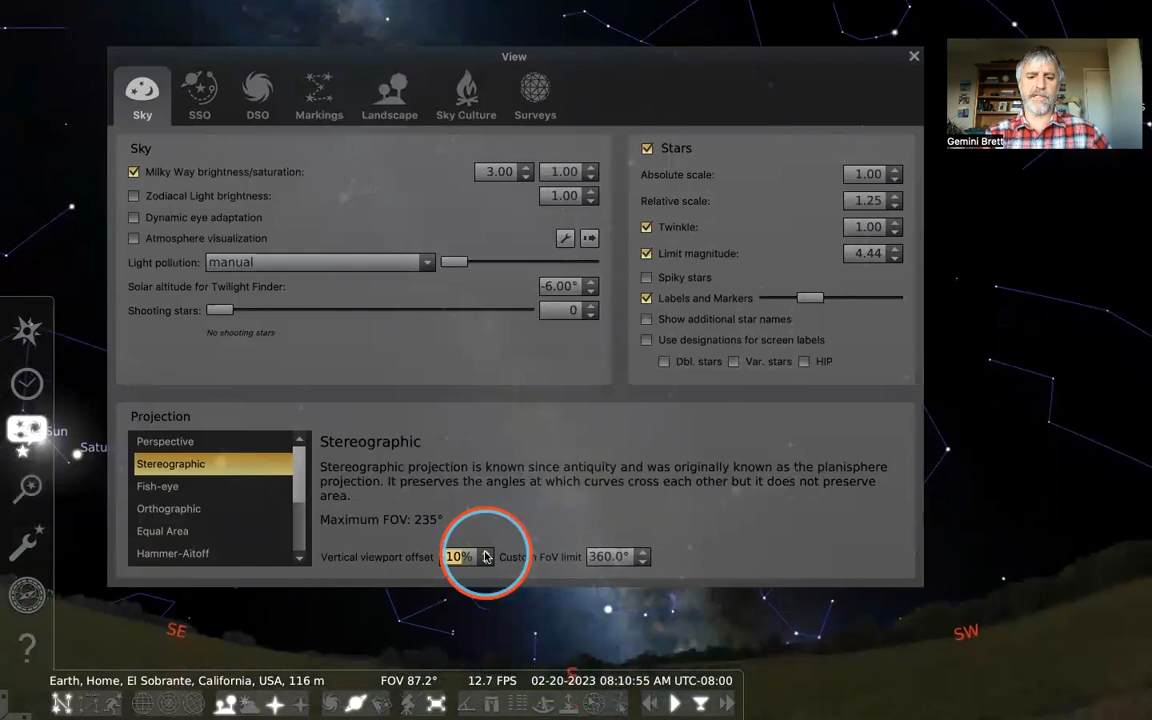 View
Sky
SSO
DSO
Markings
Landscape
Sky Culture
Surveys
Gemini Brett
Sky
Milky Way brightness/saturation: 3.00 1.00
Zodiacal Light brightness: 1.00
Dynamic eye adaptation
Atmosphere visualization
Light pollution: manual
Solar altitude for Twilight Finder: -6.00°
Shooting stars: 0
No shooting stars
Stars
Absolute scale: 1.00
Relative scale: 1.25
Twinkle: 1.00
Limit magnitude: 4.44
Spiky stars
Labels and Markers
Show additional star names
Use designations for screen labels
Dbl. stars Var. stars HIP
Sun
Satu
Projection
Perspective
Stereographic
Fish-eye
Orthographic
Equal Area
Hammer-Aitoff
Stereographic
Stereographic projection is known since antiquity and was originally known as the planisphere
projection. It preserves the angles at which curves cross each other but it does not preserve
area.
Maximum FOV: 235°
Vertical viewport offset 10% Custom FoV limit 360.0°
SE
SW
S
Earth, Home, El Sobrante, California, USA, 116 m FOV 87.2° 12.7 FPS 02-20-2023 08:10:55 AM UTC-08:00